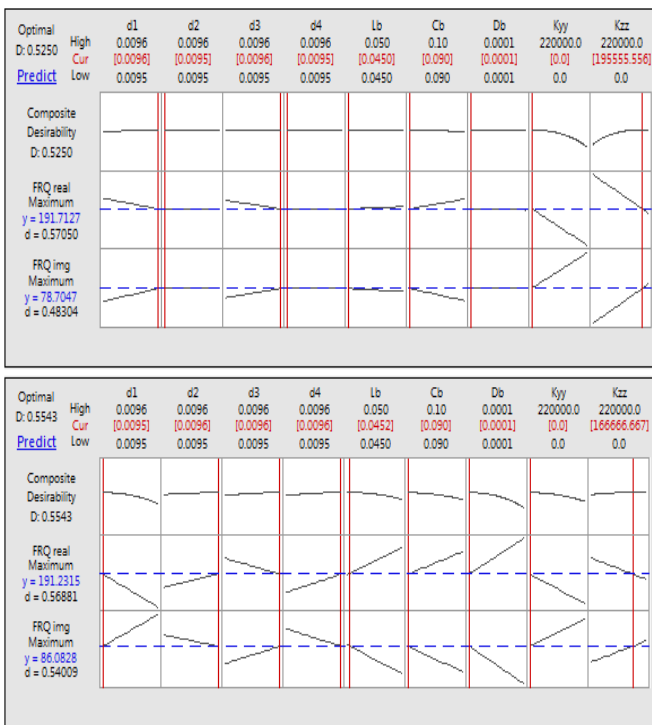 Optimal d1 d2 d3 d4 Lb Cb Db Kyy Kzz
D: 0.5250 High 0.0096 0.0096 0.0096 0.0096 0.050 0.10 0.0001 220000.0 220000.0
Cur [0.0096] [0.0095] [0.0096] [0.0095] [0.0450] [0.090] [0.0001] [0.0] [195555.556]
Predict Low 0.0095 0.0095 0.0095 0.0095 0.0450 0.090 0.0001 0.0 0.0
Composite
Desirability
D: 0.5250
FRQ real
Maximum
y = 191.7127
d = 0.57050
FRQ img
Maximum
y = 78.7047
d = 0.48304
Optimal d1 d2 d3 d4 Lb Cb Db Kyy Kzz
D: 0.5543 High 0.0096 0.0096 0.0096 0.0096 0.050 0.10 0.0001 220000.0 220000.0
Cur [0.0095] [0.0096] [0.0096] [0.0096] [0.0452] [0.090] [0.0001] [0.0] [166666.667]
Predict Low 0.0095 0.0095 0.0095 0.0095 0.0450 0.090 0.0001 0.0 0.0
Composite
Desirability
D: 0.5543
FRQ real
Maximum
y = 191.2315
d = 0.56881
FRQ img
Maximum
y = 86.0828
d = 0.54009